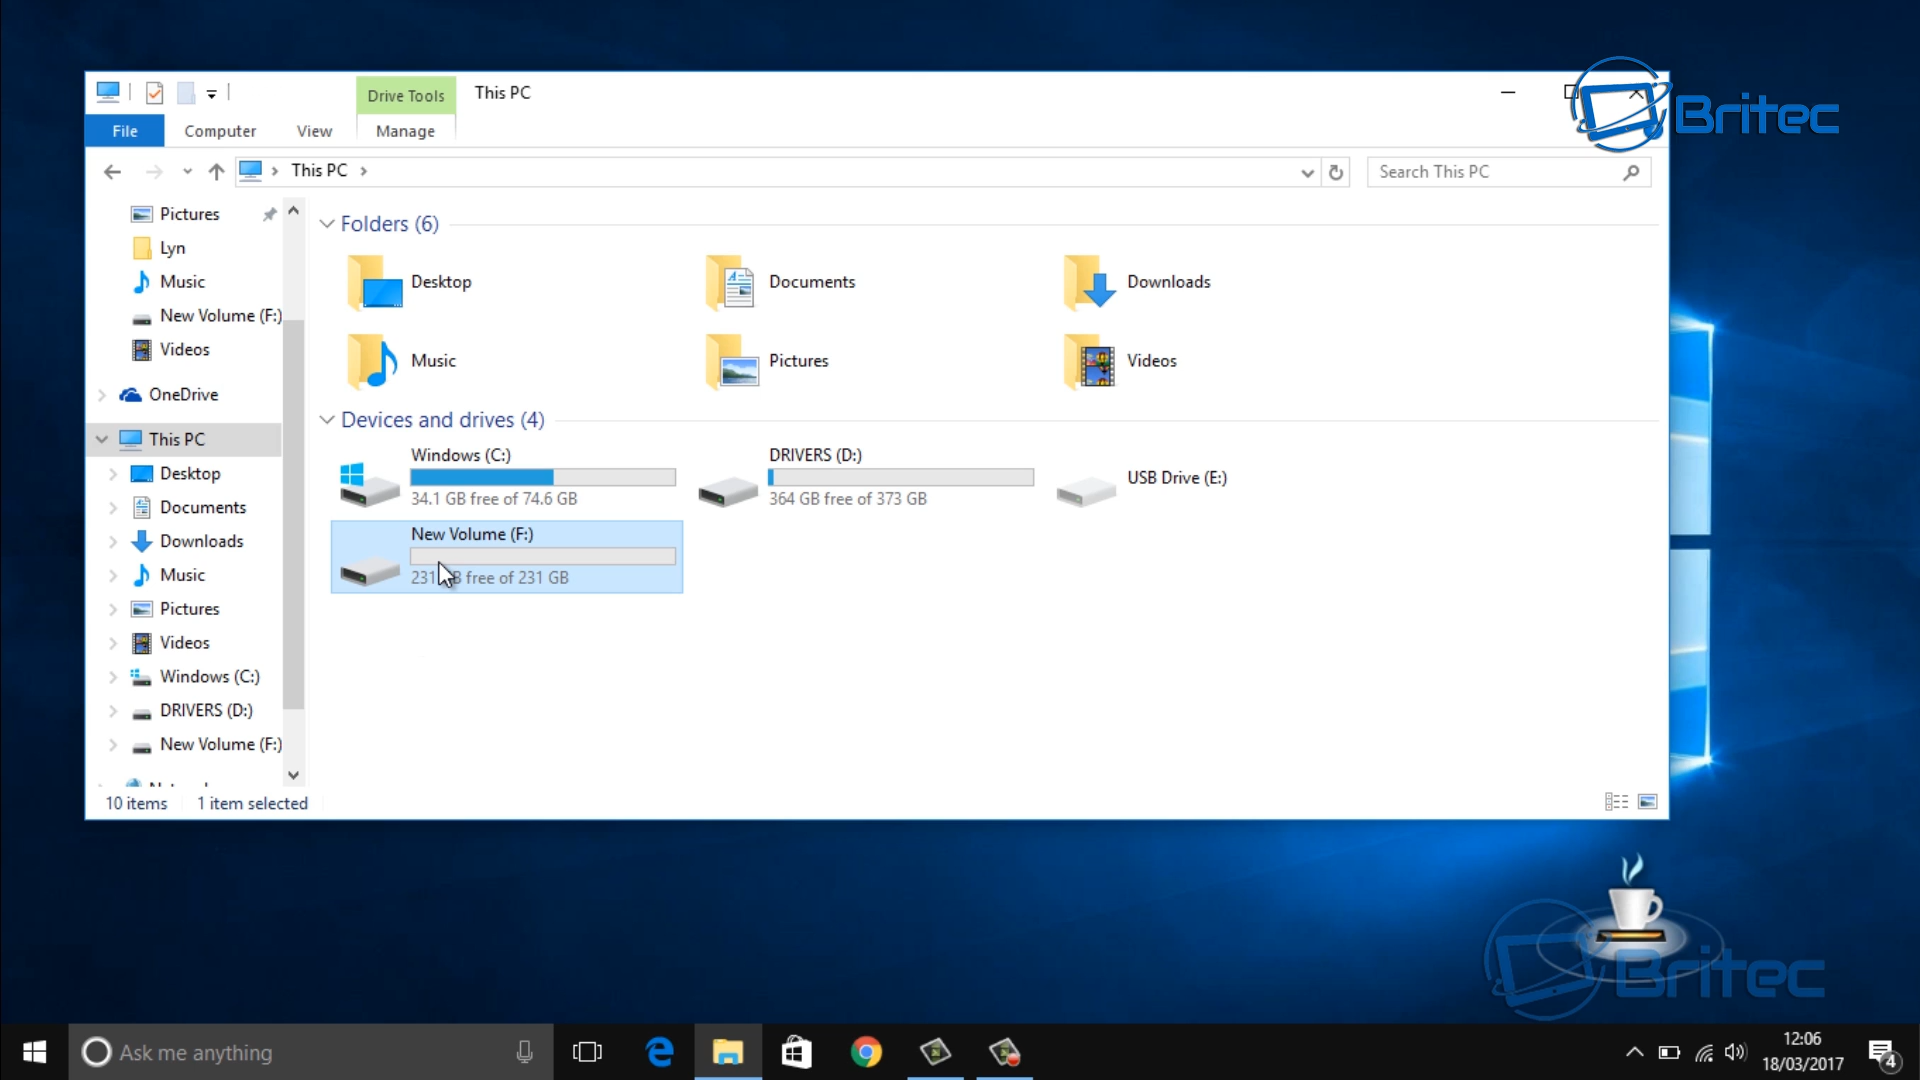 Drive Tools
This PC
Britec
File
Computer
View
Manage
This PC
Search This PC
Pictures
Lyn
Music
New Volume (F:)
Videos
OneDrive
This PC
Desktop
Documents
Downloads
Music
Pictures
Videos
Windows (C:)
DRIVERS (D:)
New Volume (F:)
Folders (6)
Desktop
Documents
Downloads
Music
Pictures
Videos
Devices and drives (4)
Windows (C:)
34.1 GB free of 74.6 GB
DRIVERS (D:)
364 GB free of 373 GB
USB Drive (E:)
New Volume (F:)
231 GB free of 231 GB
10 items
1 item selected
Britec
Ask me anything
12:06
18/03/2017
4